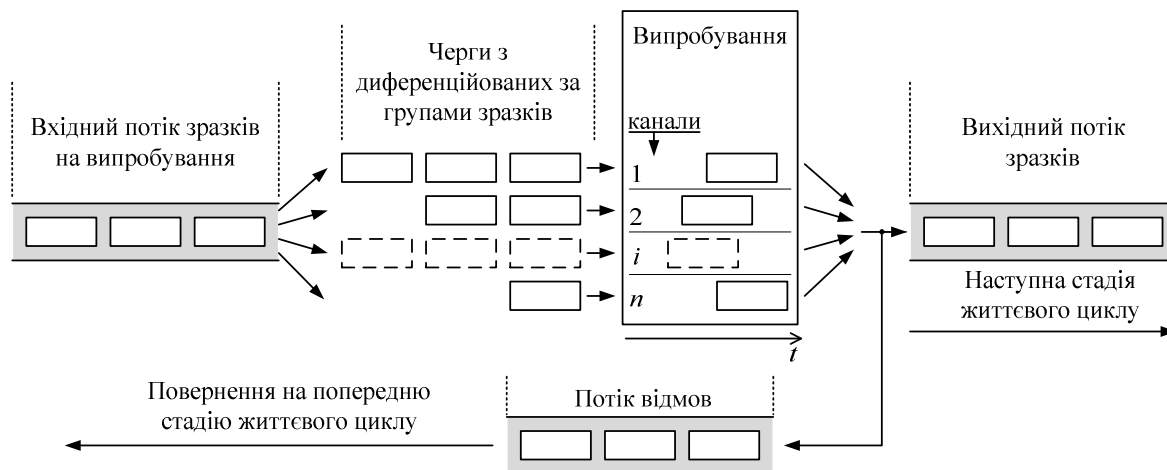 Вхідний потік зразків
на випробування
Черги з
диференційованих за
групами зразків
Випробування
канали
1
2
i
n
t
Вихідний потік
зразків
Наступна стадія
життєвого циклу
Повернення на попередню
стадію життєвого циклу
Потік відмов